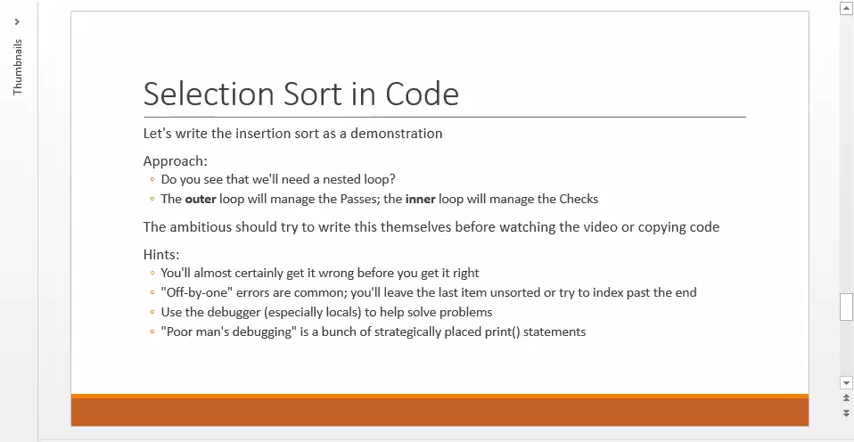 Thumbnails
Selection Sort in Code
Let's write the insertion sort as a demonstration
Approach:
◦ Do you see that we'll need a nested loop?
◦ The outer loop will manage the Passes; the inner loop will manage the Checks
The ambitious should try to write this themselves before watching the video or copying code
Hints:
◦ You'll almost certainly get it wrong before you get it right
◦ "Off-by-one" errors are common; you'll leave the last item unsorted or try to index past the end
◦ Use the debugger (especially locals) to help solve problems
◦ "Poor man's debugging" is a bunch of strategically placed print() statements